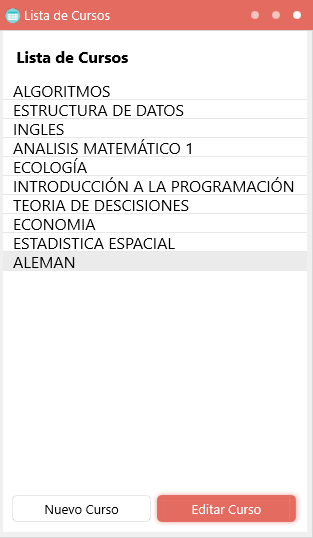 Lista de Cursos
Lista de Cursos
ALGORITMOS
ESTRUCTURA DE DATOS
INGLES
ANALISIS MATEMÁTICO 1
ECOLOGÍA
INTRODUCCIÓN A LA PROGRAMACIÓN
TEORIA DE DESCISIONES
ECONOMIA
ESTADISTICA ESPACIAL
ALEMAN
Nuevo Curso Editar Curso